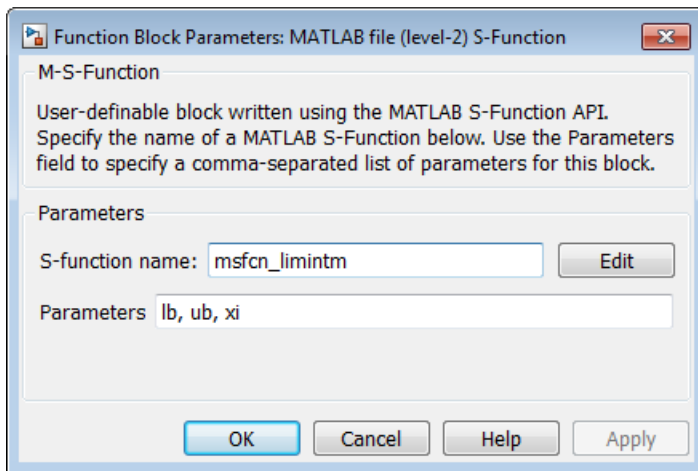 Function Block Parameters: MATLAB file (level-2) S-Function
M-S-Function
User-definable block written using the MATLAB S-Function API.
Specify the name of a MATLAB S-Function below. Use the Parameters
field to specify a comma-separated list of parameters for this block.
Parameters
S-function name: msfcn_limintm Edit
Parameters lb, ub, xi
OK Cancel Help Apply